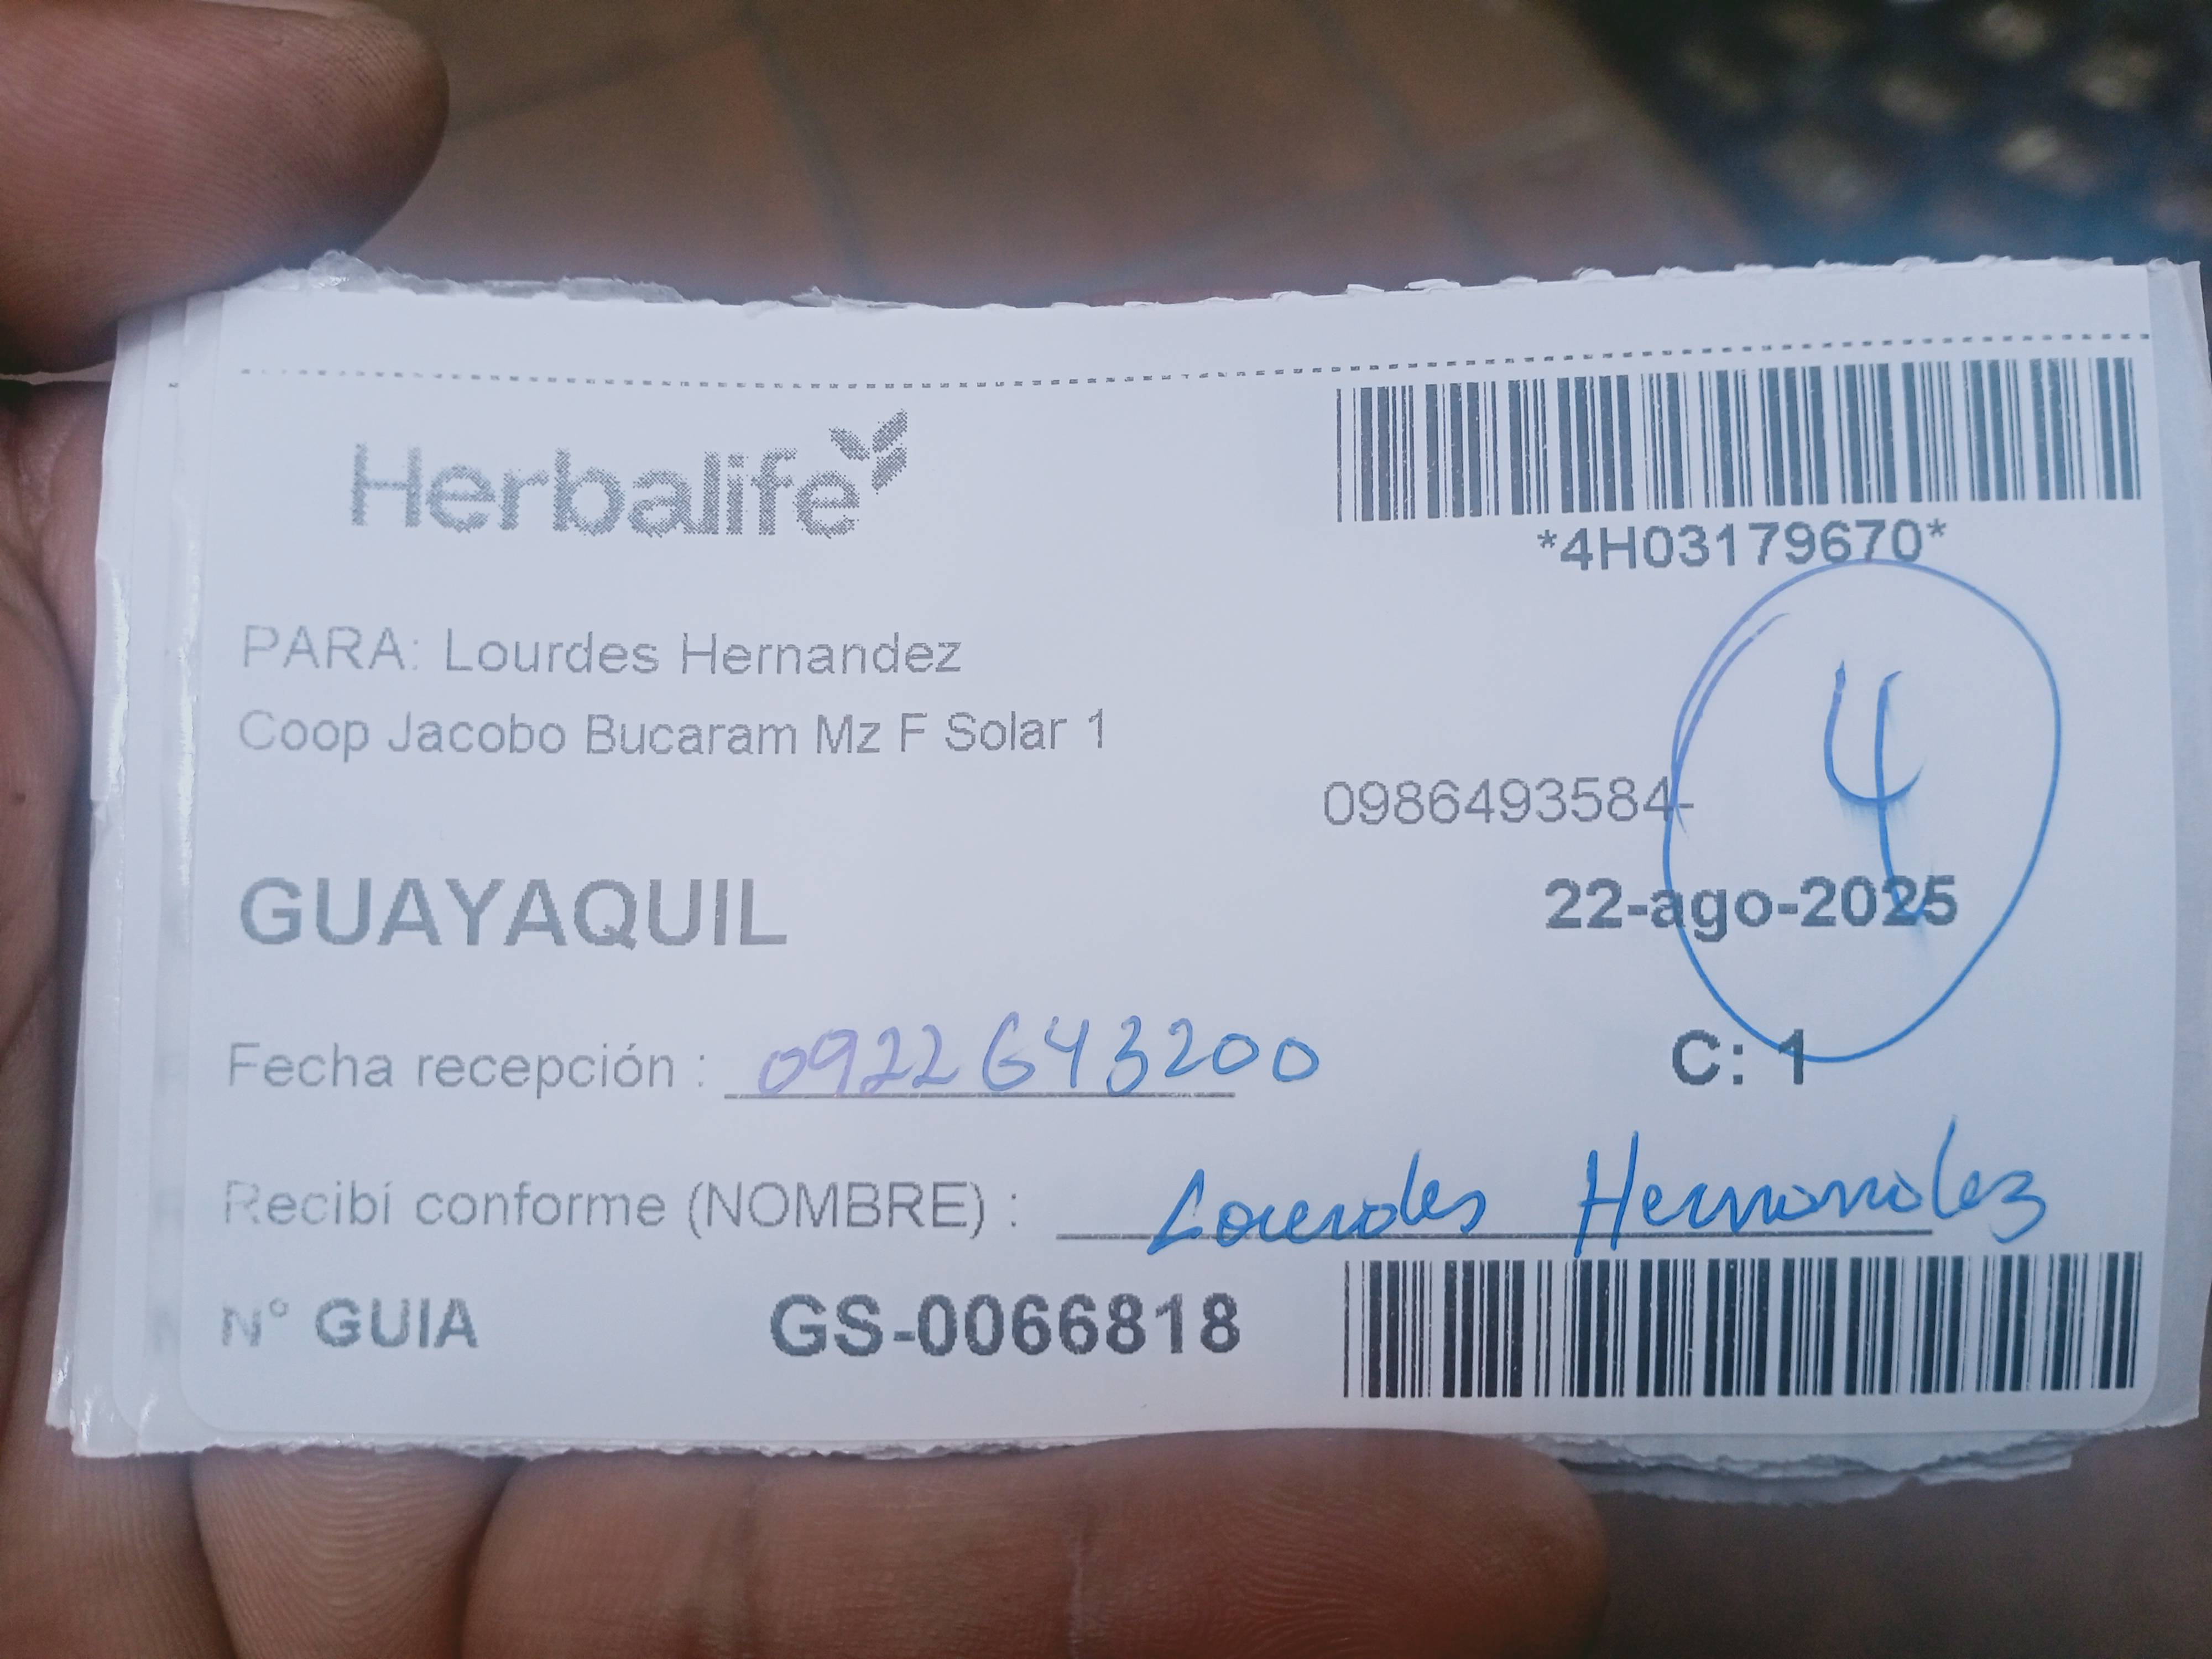 Herbalife
*4H03179670*
PARA: Lourdes Hernandez
Coop Jacobo Bucaram Mz F Solar 1
0986493584-
4
GUAYAQUIL
22-ago-2025
Fecha recepción : 0922643200
C: 1
Recibí conforme (NOMBRE) : Lourdes Hernandez
N° GUIA GS-0066818